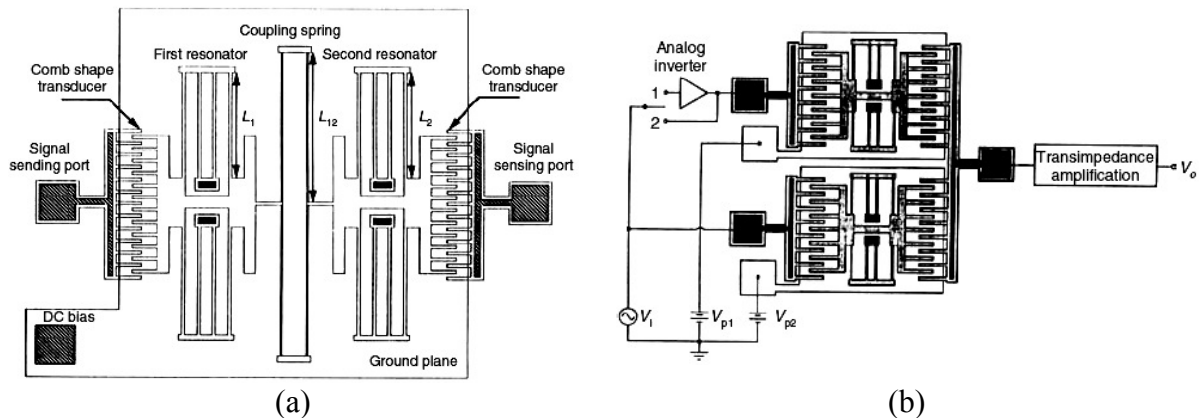 Coupling spring
First resonator
Second resonator
Comb shape
transducer
Comb shape
transducer
L1
L12
L2
Signal
sending port
Signal
sensing port
DC bias
Ground plane
(a)
Analog
inverter
1
2
Transimpedance
amplification
Vo
Vi
Vp1
Vp2
(b)